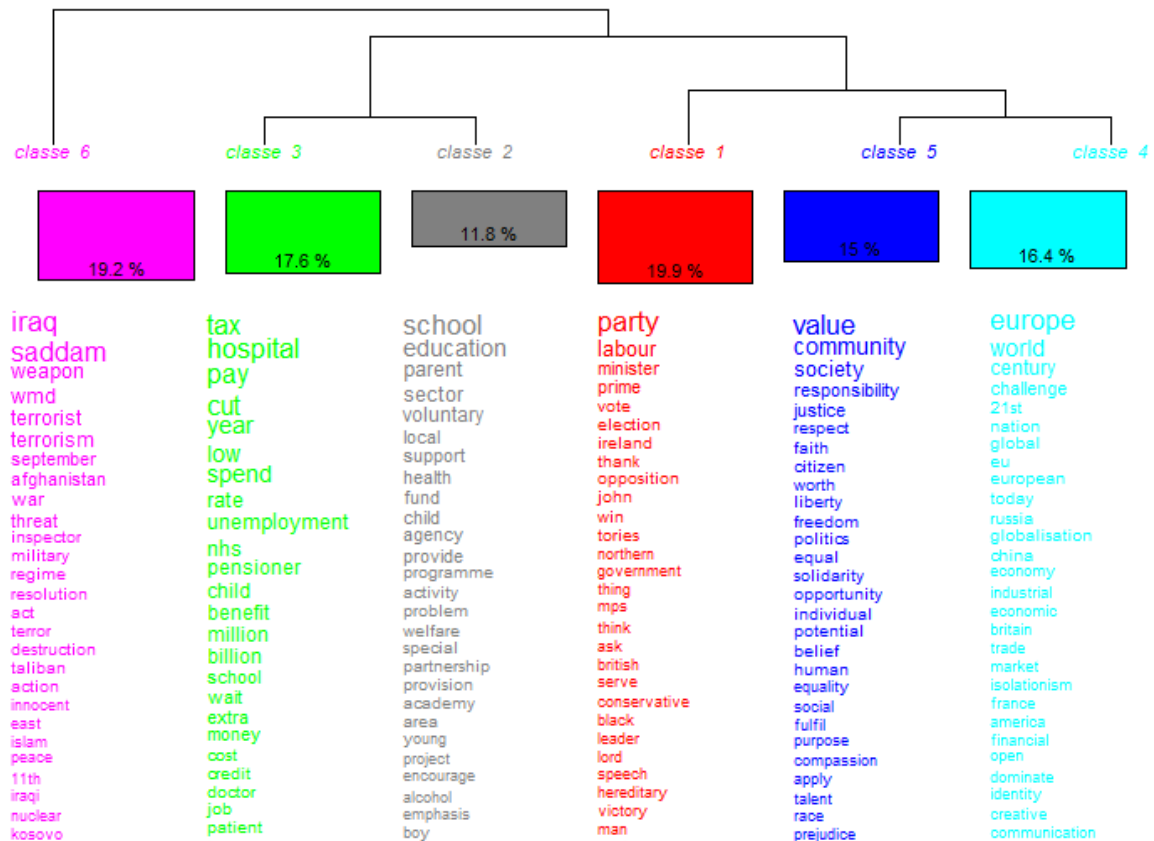 classe 6 classe 3 classe 2 classe 1 classe 5 classe 4
19.2 % 17.6 % 11.8 % 19.9 % 15 % 16.4 %
iraq tax school party value europe
saddam hospital education labour community world
weapon pay parent minister society century
wmd cut sector prime responsibility challenge
terrorist year voluntary vote justice 21st
terrorism low local election respect nation
september spend support ireland faith global
afghanistan rate health thank citizen eu
war unemployment fund opposition worth european
threat nhs child john liberty today
inspector pensioner agency win freedom russia
military child provide tories politics globalisation
regime benefit programme northern equal china
resolution million activity government solidarity economy
act billion problem thing opportunity industrial
terror school welfare mps individual economic
destruction wait special think potential britain
taliban extra partnership ask belief trade
action money provision british human market
innocent cost academy serve equality isolationism
east credit area conservative social france
islam doctor young black fulfil america
peace job project leader purpose financial
11th patient encourage lord compassion open
iraqi alcohol speech apply dominate
nuclear emphasis hereditary talent identity
kosovo boy victory race creative
man prejudice communication